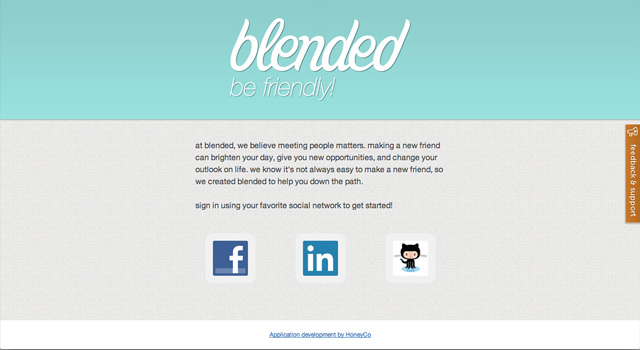 blended
be friendly!
at blended, we believe meeting people matters. making a new friend
can brighten your day, give you new opportunities, and change your
outlook on life. we know it's not always easy to make a new friend, so
we created blended to help you down the path.
sign in using your favorite social network to get started!
f
in
feedback & support
Application development by HoneyCo